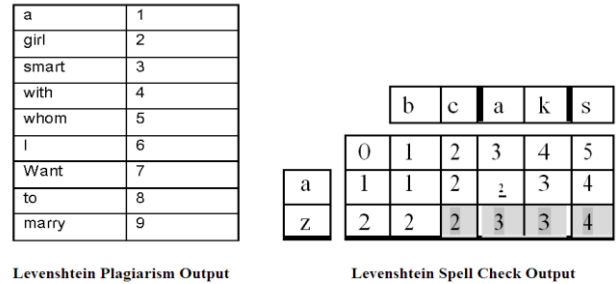 a 1
girl 2
smart 3
with 4
whom 5
I 6
Want 7
to 8
marry 9
Levenshtein Plagiarism Output
b c a k s
0 1 2 3 4 5
a 1 1 2 2 3 4
z 2 2 2 3 3 4
Levenshtein Spell Check Output